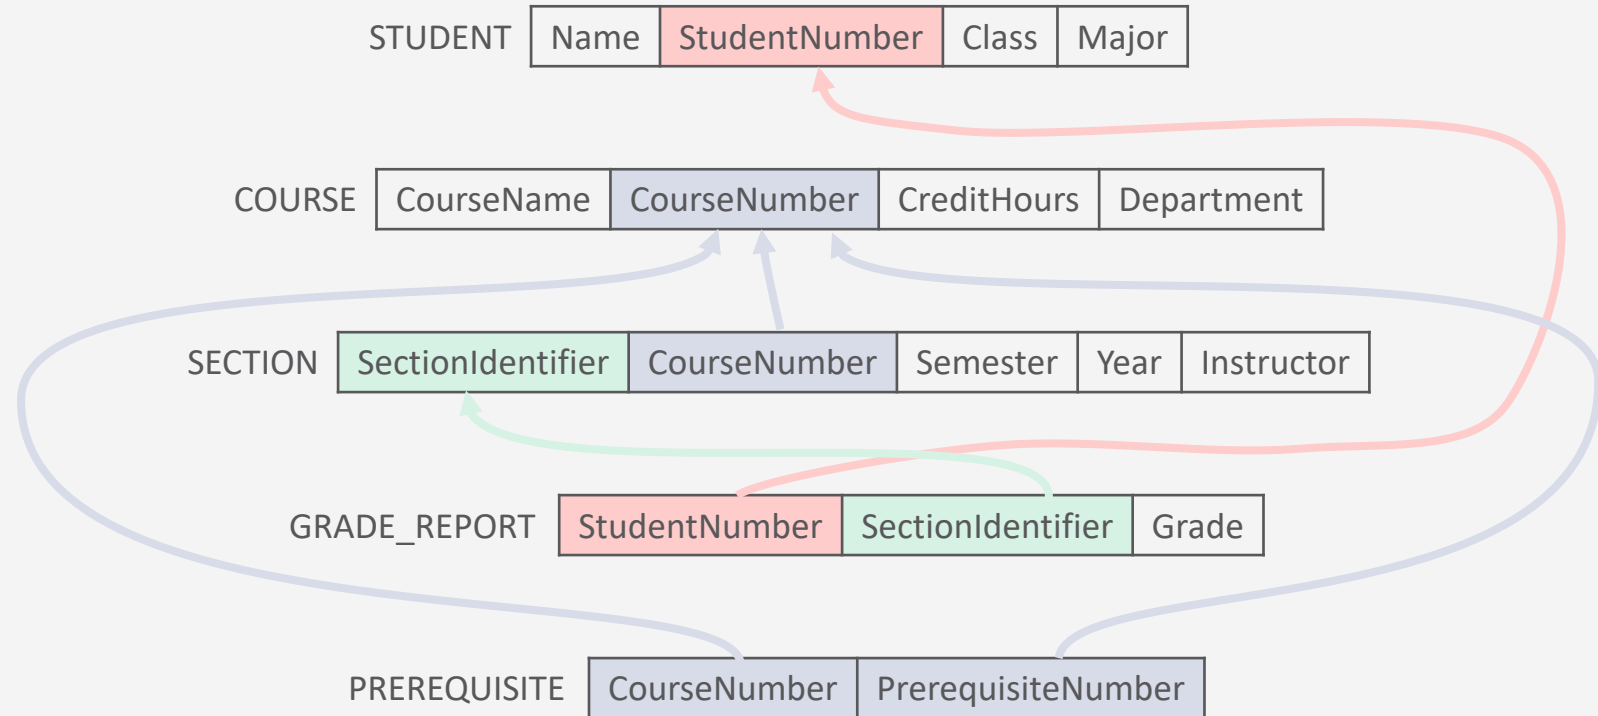 STUDENT Name StudentNumber Class Major
COURSE CourseName CourseNumber CreditHours Department
SECTION SectionIdentifier CourseNumber Semester Year Instructor
GRADE_REPORT StudentNumber SectionIdentifier Grade
PREREQUISITE CourseNumber PrerequisiteNumber